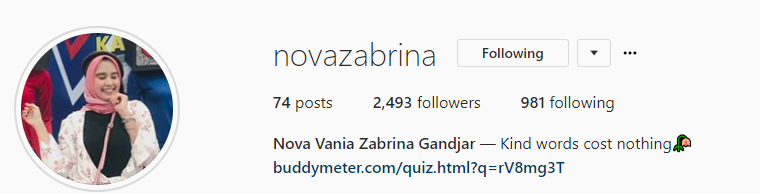 KA
novazabrina Following
74 posts 2,493 followers 981 following
Nova Vania Zabrina Gandjar — Kind words cost nothing
buddymeter.com/quiz.html?q=rV8mg3T